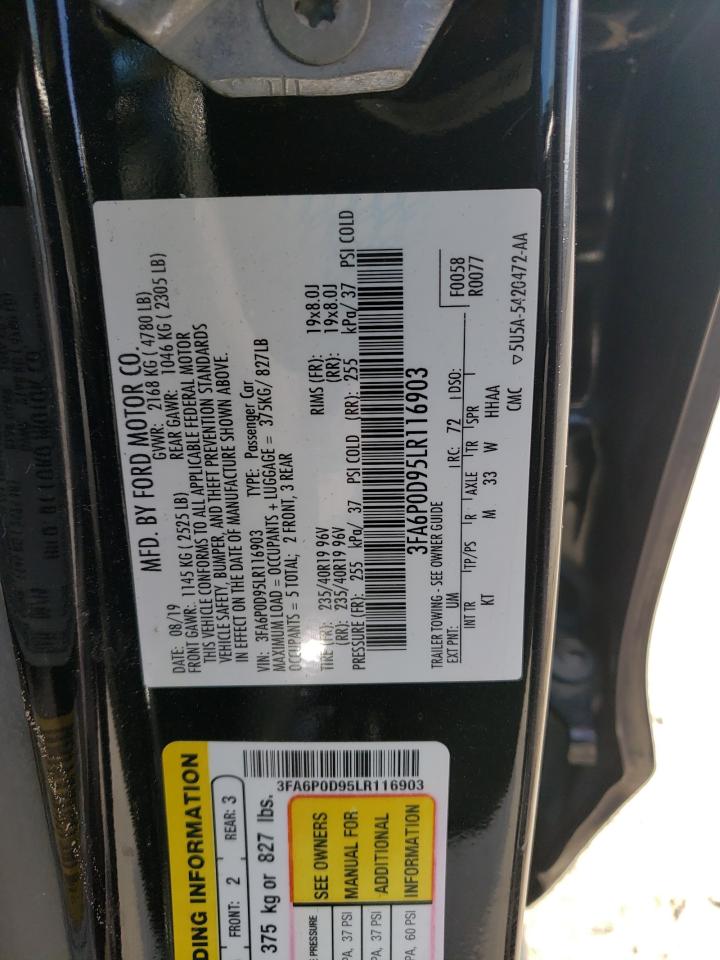 MFD. BY FORD MOTOR CO.
DATE: 08/19 GVWR: 2168 KG ( 4780 LB)
FRONT GAWR: 1145 KG ( 2525 LB) REAR GAWR: 1046 KG ( 2305 LB)
THIS VEHICLE CONFORMS TO ALL APPLICABLE FEDERAL MOTOR
VEHICLE SAFETY, BUMPER, AND THEFT PREVENTION STANDARDS
IN EFFECT ON THE DATE OF MANUFACTURE SHOWN ABOVE.
VIN: 3FA6P0D95LR116903 TYPE: Passenger Car
MAXIMUM LOAD = OCCUPANTS + LUGGAGE = 375KG/ 827LB
OCCUPANTS = 5 TOTAL; 2 FRONT, 3 REAR
TIRE (FR): 235/40R19 96V RIMS (FR): 19x8.0J
(RR): 235/40R19 96V (RR): 19x8.0J
PRESSURE (FR): 255 kPa/ 37 PSI COLD (RR): 255 kPa/ 37 PSI COLD
3FA6P0D95LR116903
TRAILER TOWING - SEE OWNER GUIDE F0058
EXT PNT: UM RC: 72 DSO: R0077
INT TR TP/PS R AXLE TR SPR
KT M 33 W HHAA
CMC ▽5U5A-5420472-AA
3FA6P0D95LR116903
DING INFORMATION
FRONT: 2 REAR: 3
375 kg or 827 lbs.
PRESSURE SEE OWNERS
PA, 37 PSI MANUAL FOR
PA, 37 PSI ADDITIONAL
PA, 60 PSI INFORMATION